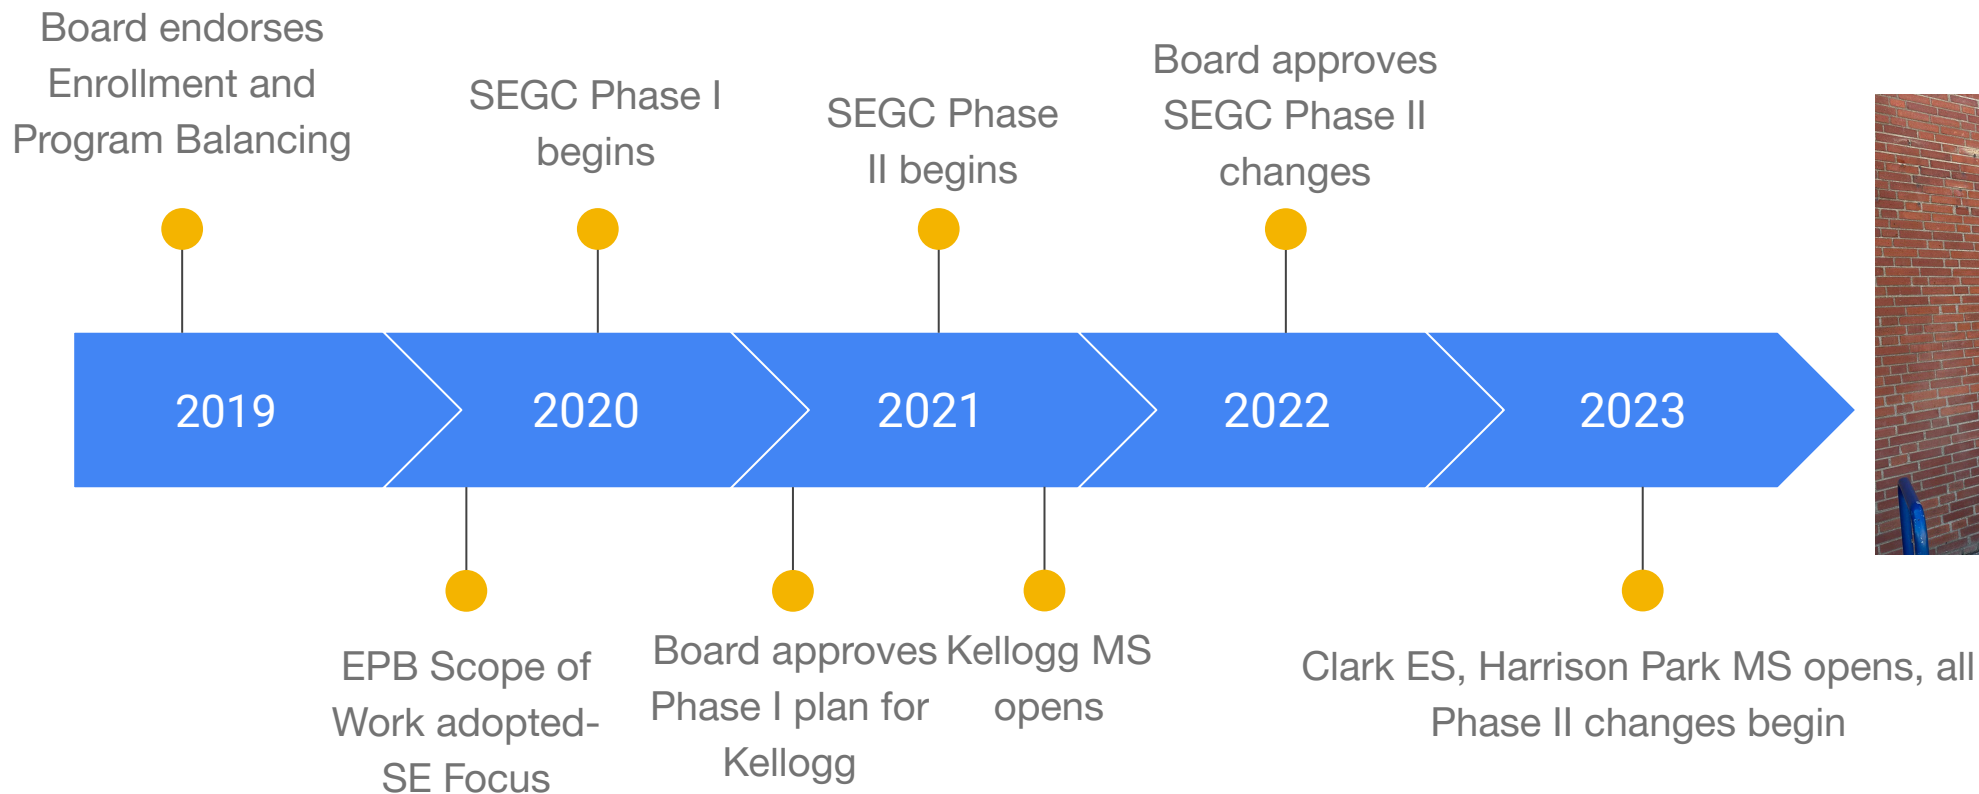 Board endorses
Enrollment and
Program Balancing
SEGC Phase I
begins
SEGC Phase
II begins
Board approves
SEGC Phase II
changes
2019
2020
2021
2022
2023
EPB Scope of
Work adopted-
SE Focus
Board approves
Phase I plan for
Kellogg
Kellogg MS
opens
Clark ES, Harrison Park MS opens, all
Phase II changes begin